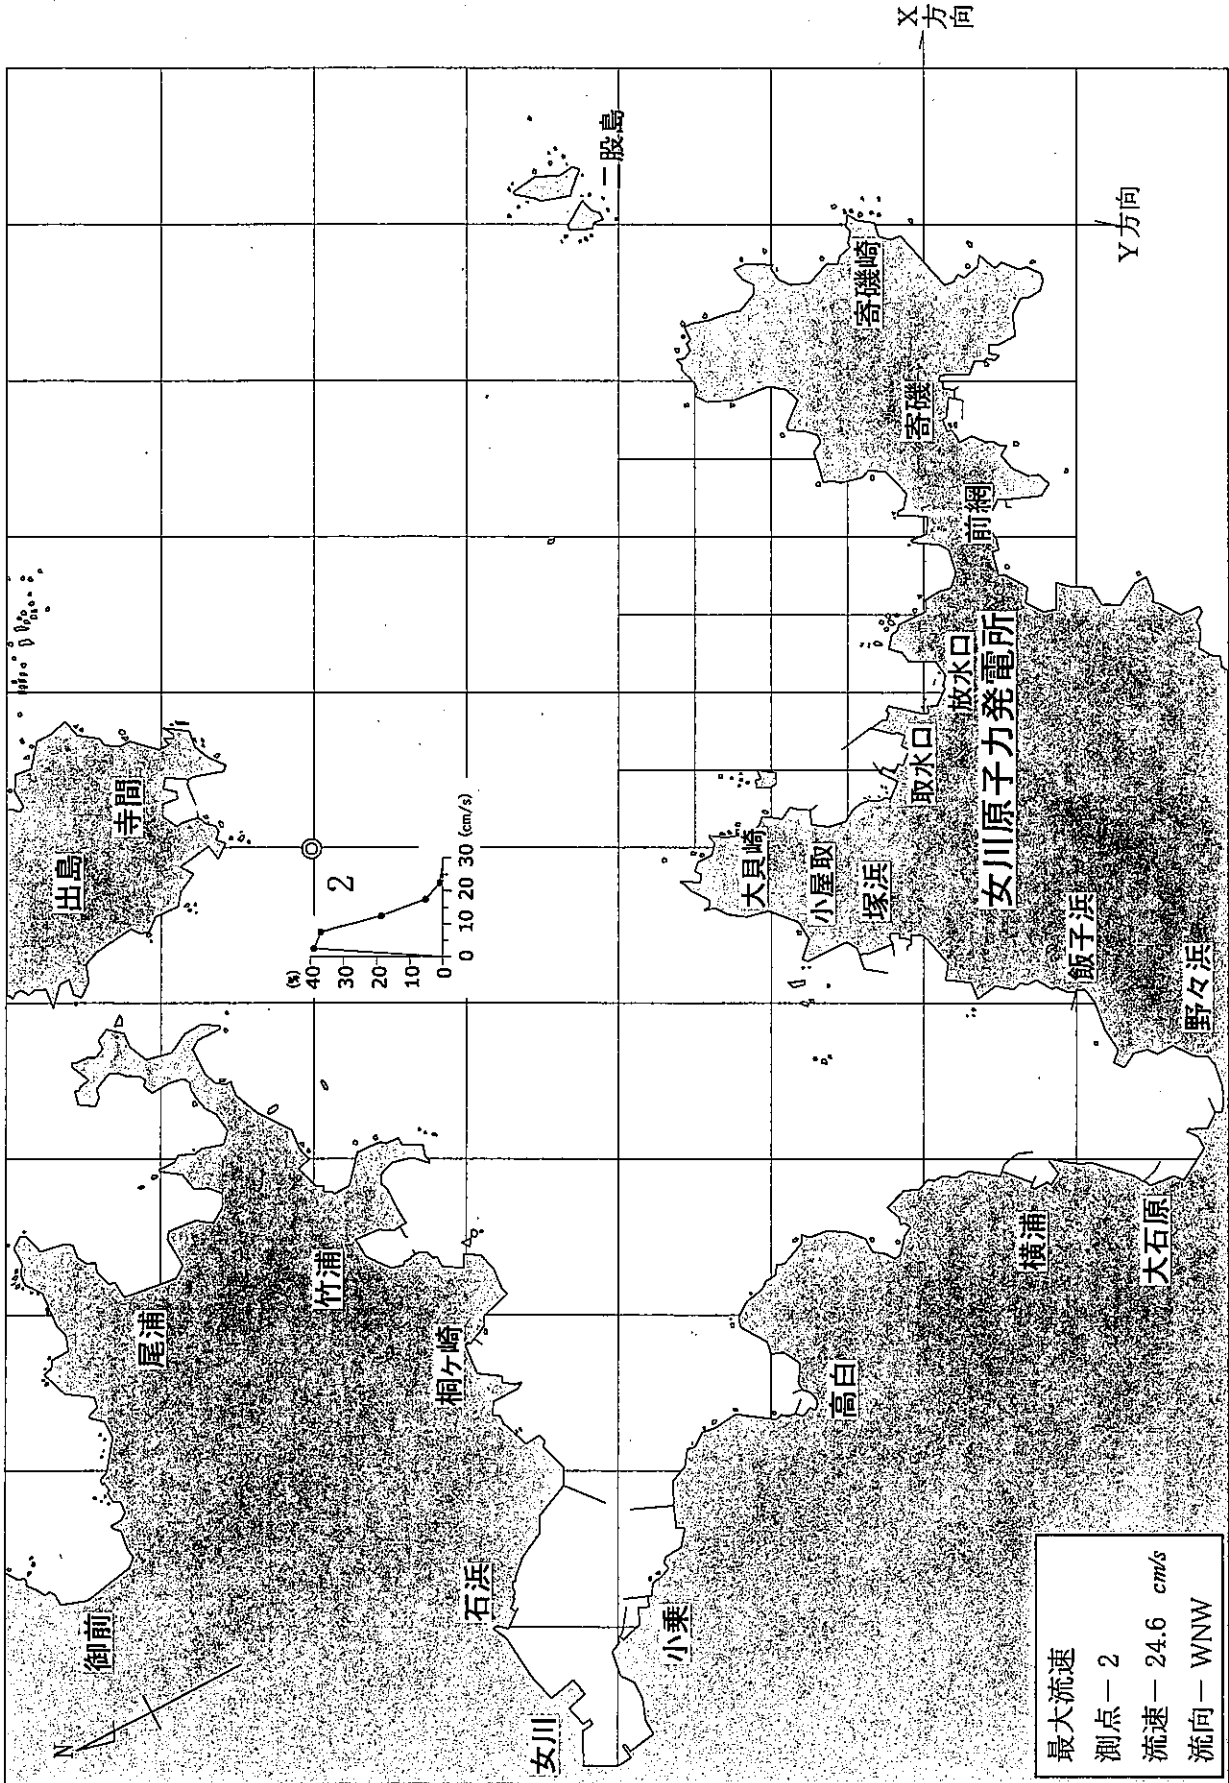 X
方向
Y方向
N
出島
寺間
二股島
御前
尾浦
竹浦
桐ヶ崎
石浜
女川
小乗
高白
横浦
大石原
野々浜
飯子浜
塚浜
小屋取
大貝崎
取水口
放水口
女川原子力発電所
前網
寄磯
寄磯崎
2
(%)
40
30
20
10
0
0 10 20 30 (cm/s)
最大流速
測点－2
流速－24.6 cm/s
流向－WNW